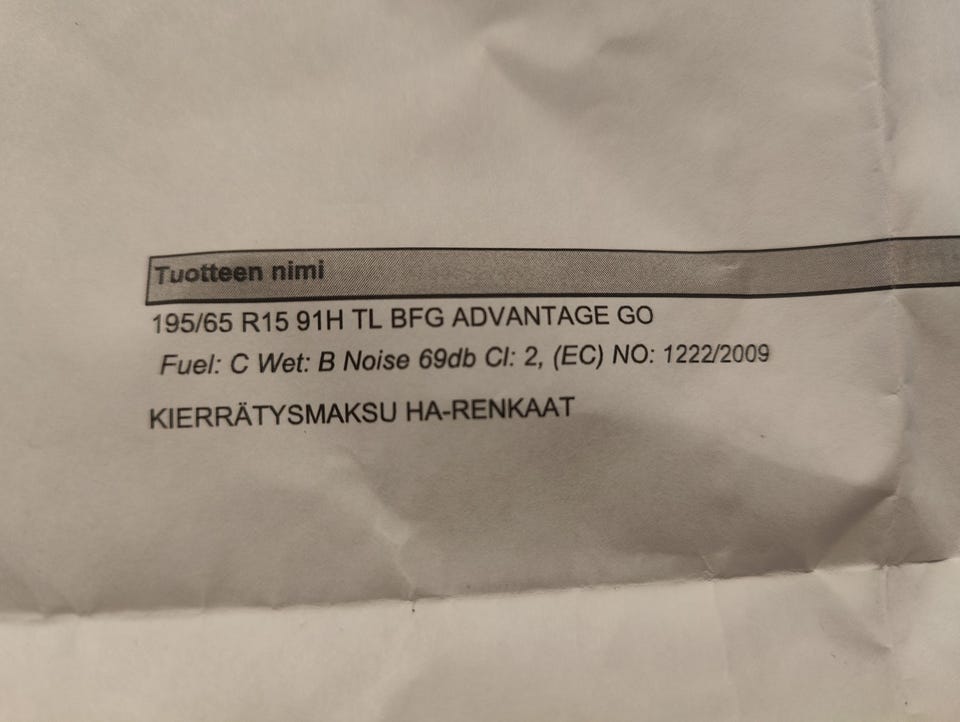 Tuotteen nimi
195/65 R15 91H TL BFG ADVANTAGE GO
Fuel: C Wet: B Noise 69db Cl: 2, (EC) NO: 1222/2009
KIERRÄTYSMAKSU HA-RENKAAT